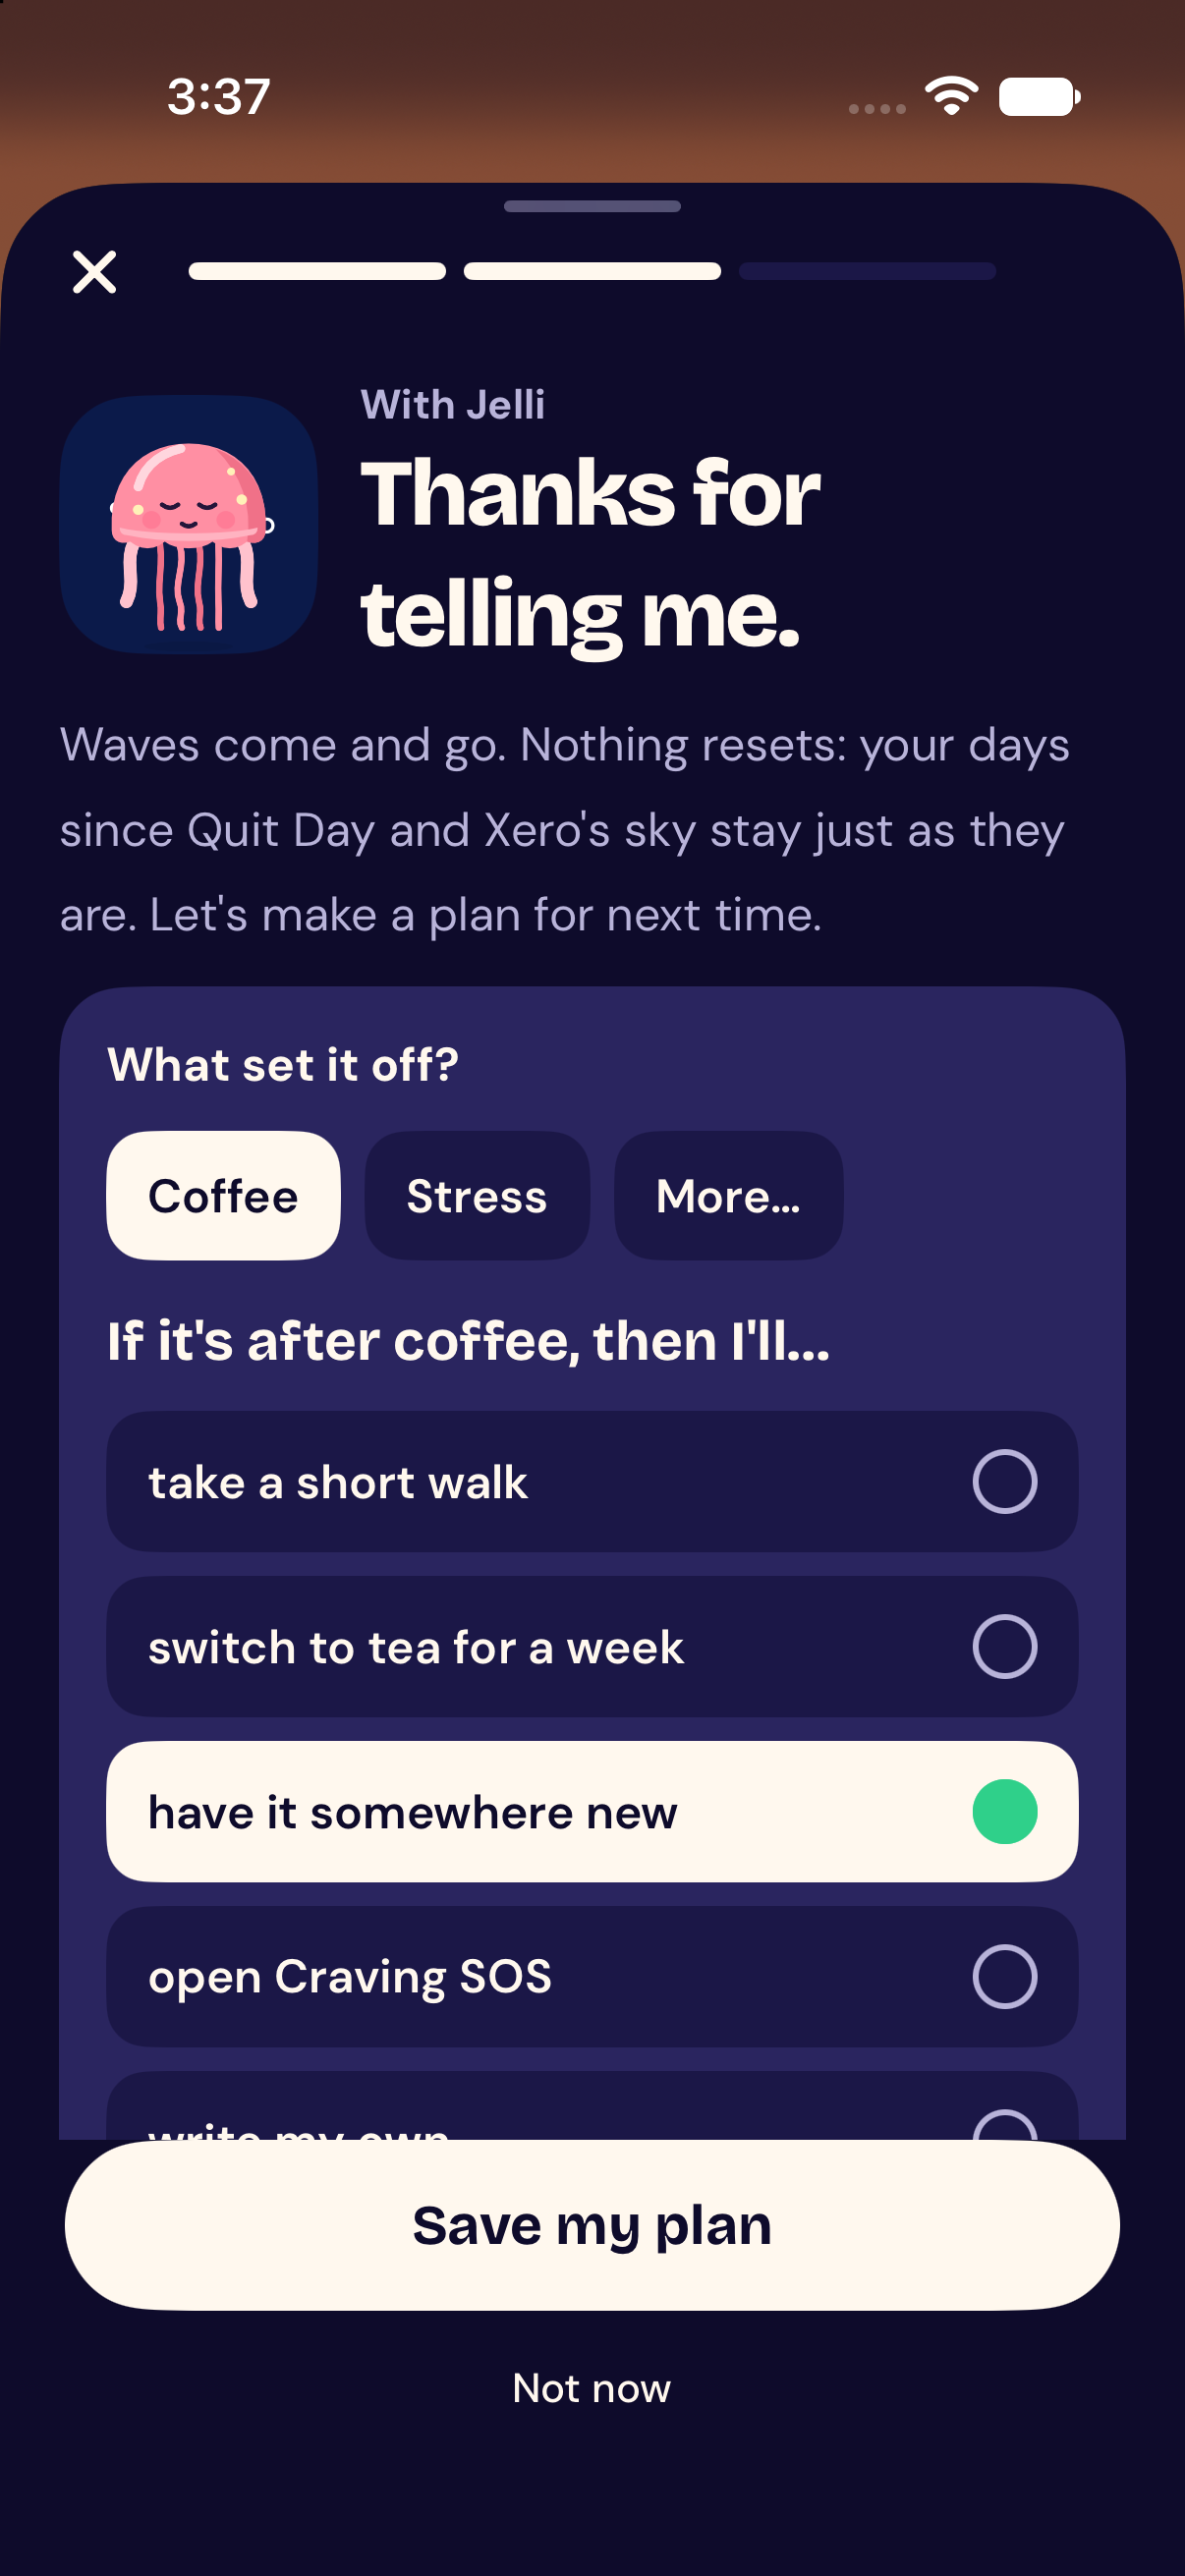 3:37
With Jelli
Thanks for
telling me.
Waves come and go. Nothing resets: your days
since Quit Day and Xero's sky stay just as they
are. Let's make a plan for next time.
What set it off?
Coffee
Stress
More...
If it's after coffee, then I'll...
take a short walk
switch to tea for a week
have it somewhere new
open Craving SOS
write my own
Save my plan
Not now